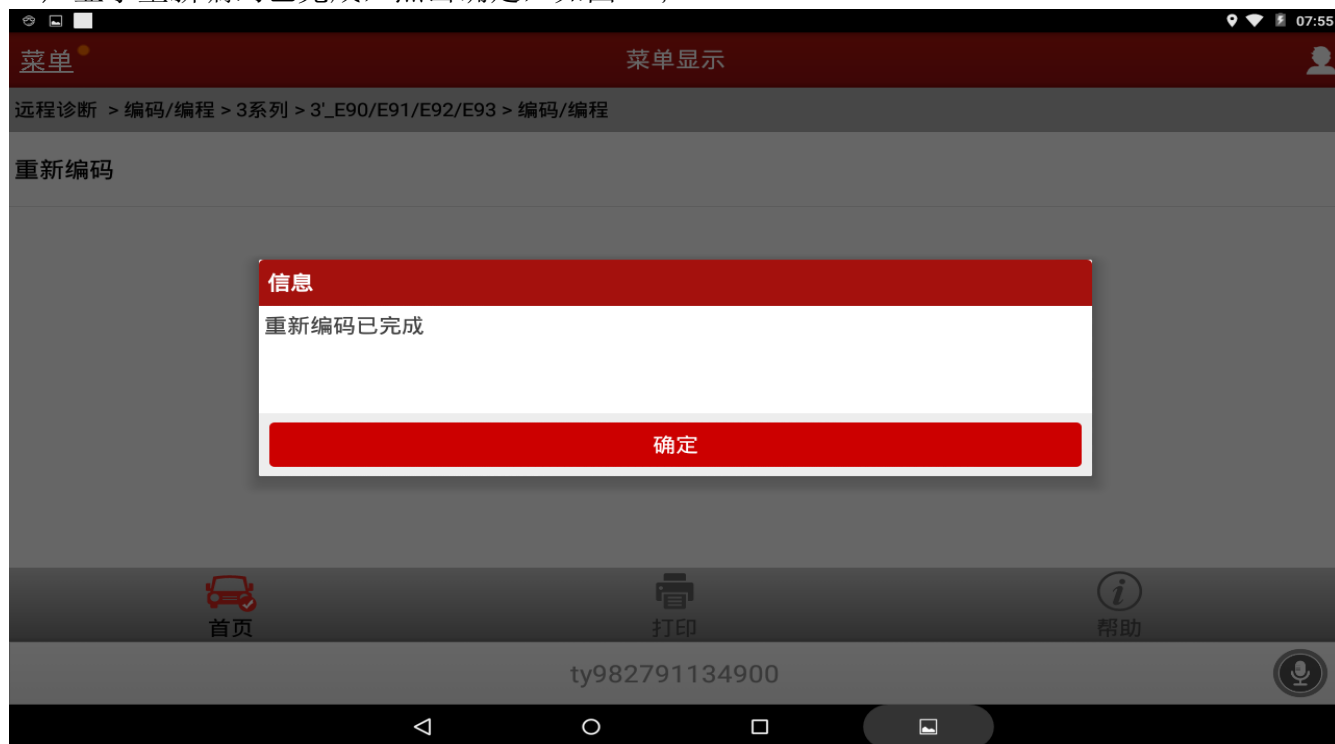 07:55
菜单
菜单显示
远程诊断 > 编码/编程 > 3系列 > 3'_E90/E91/E92/E93 > 编码/编程
重新编码
信息
重新编码已完成
确定
首页
打印
帮助
ty982791134900